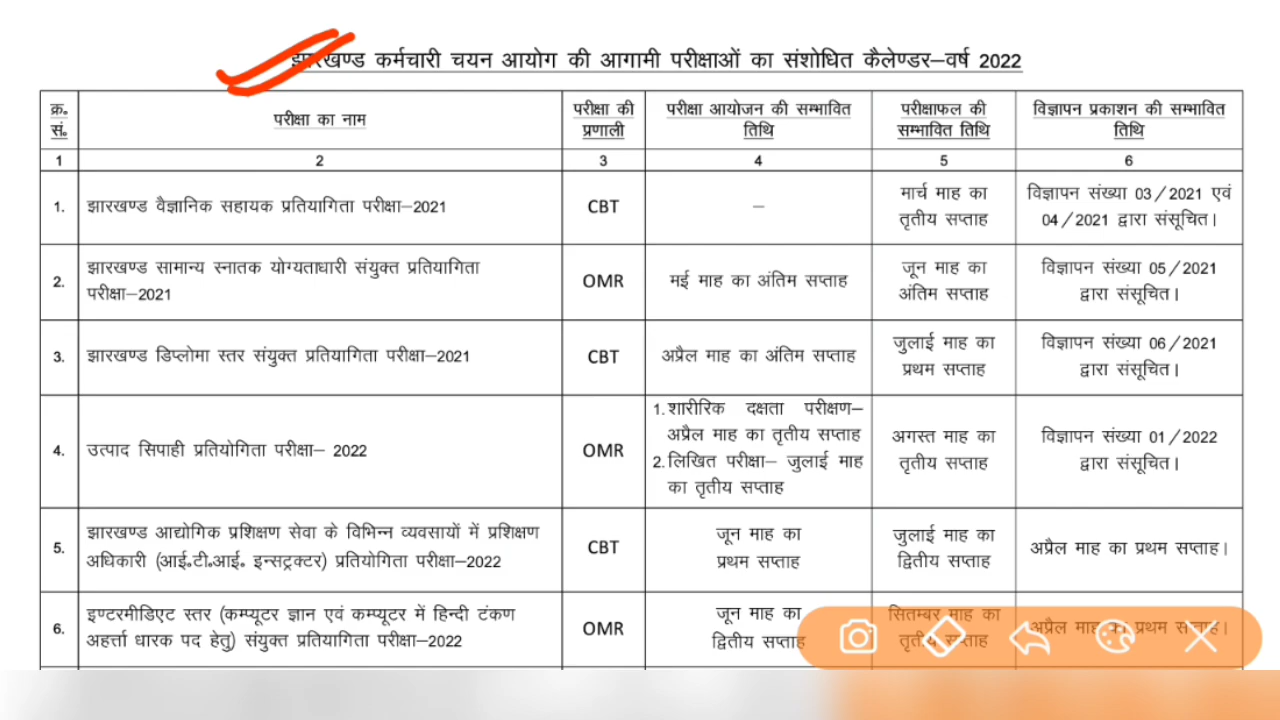 झारखण्ड कर्मचारी चयन आयोग की आगामी परीक्षाओं का संशोधित कैलेण्डर–वर्ष 2022
क्र॰ सं॰ परीक्षा का नाम परीक्षा की प्रणाली परीक्षा आयोजन की सम्भावित तिथि परीक्षाफल की सम्भावित तिथि विज्ञापन प्रकाशन की सम्भावित तिथि
1 2 3 4 5 6
1. झारखण्ड वैज्ञानिक सहायक प्रतियागिता परीक्षा–2021 CBT – मार्च माह का तृतीय सप्ताह विज्ञापन संख्या 03/2021 एवं 04/2021 द्वारा संसूचित।
2. झारखण्ड सामान्य स्नातक योग्यताधारी संयुक्त प्रतियागिता परीक्षा–2021 OMR मई माह का अंतिम सप्ताह जून माह का अंतिम सप्ताह विज्ञापन संख्या 05/2021 द्वारा संसूचित।
3. झारखण्ड डिप्लोमा स्तर संयुक्त प्रतियागिता परीक्षा–2021 CBT अप्रैल माह का अंतिम सप्ताह जुलाई माह का प्रथम सप्ताह विज्ञापन संख्या 06/2021 द्वारा संसूचित।
4. उत्पाद सिपाही प्रतियोगिता परीक्षा– 2022 OMR 1. शारीरिक दक्षता परीक्षण– अप्रैल माह का तृतीय सप्ताह 2. लिखित परीक्षा– जुलाई माह का तृतीय सप्ताह अगस्त माह का तृतीय सप्ताह विज्ञापन संख्या 01/2022 द्वारा संसूचित।
5. झारखण्ड आद्योगिक प्रशिक्षण सेवा के विभिन्न व्यवसायों में प्रशिक्षण अधिकारी (आई॰टी॰आई॰ इन्सट्रक्टर) प्रतियोगिता परीक्षा–2022 CBT जून माह का प्रथम सप्ताह जुलाई माह का द्वितीय सप्ताह अप्रैल माह का प्रथम सप्ताह।
6. इण्टरमीडिएट स्तर (कम्प्यूटर ज्ञान एवं कम्प्यूटर में हिन्दी टंकण अहर्त्ता धारक पद हेतु) संयुक्त प्रतियागिता परीक्षा–2022 OMR जून माह का द्वितीय सप्ताह सितम्बर माह का तृतीय सप्ताह अप्रैल माह का प्रथम सप्ताह।